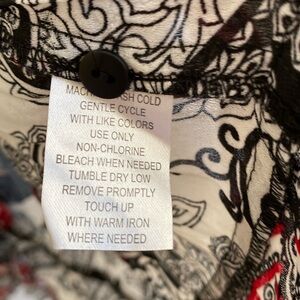 COLD
GENTLE CYCLE
WITH LIKE COLORS
USE ONLY
NON-CHLORINE
BLEACH WHEN NEEDED
TUMBLE DRY LOW
REMOVE PROMPTLY
TOUCH UP
WITH WARM IRON
WHERE NEEDED